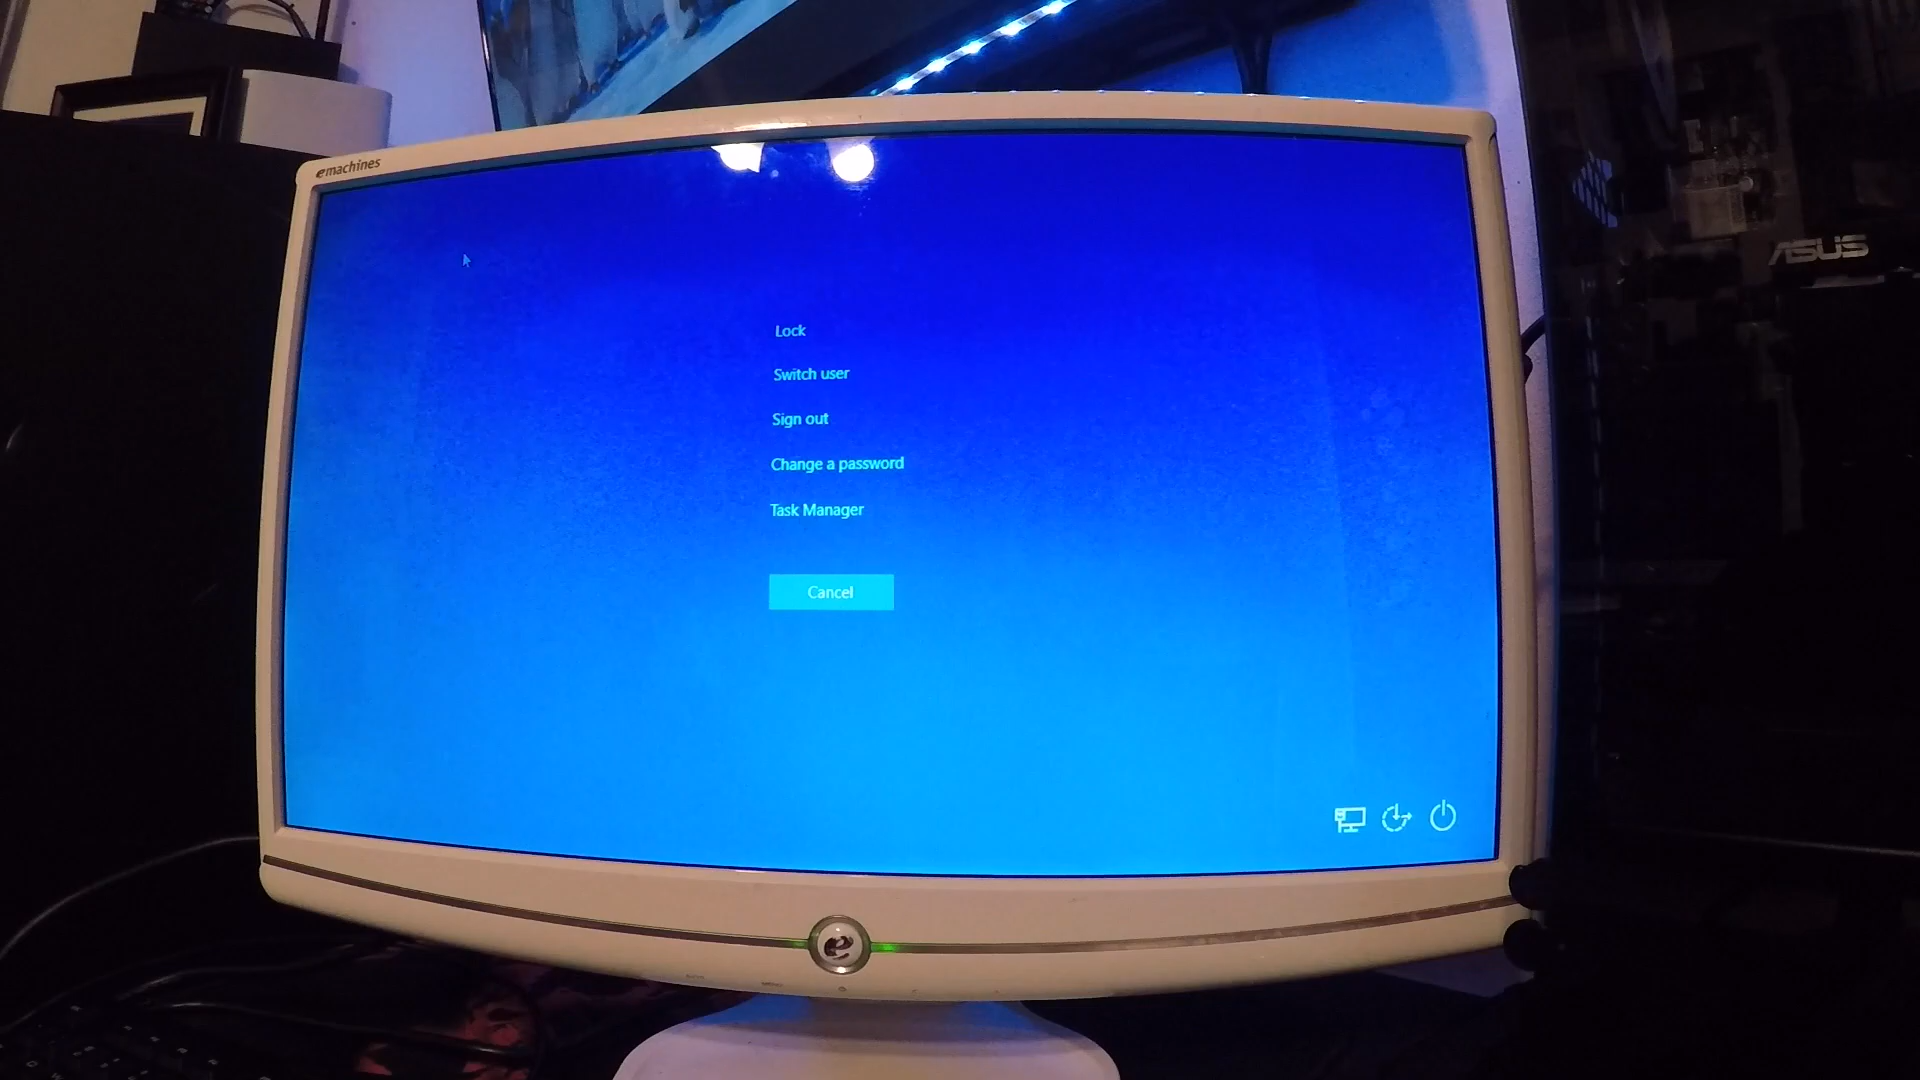 emachines
ASUS
Lock
Switch user
Sign out
Change a password
Task Manager
Cancel
e